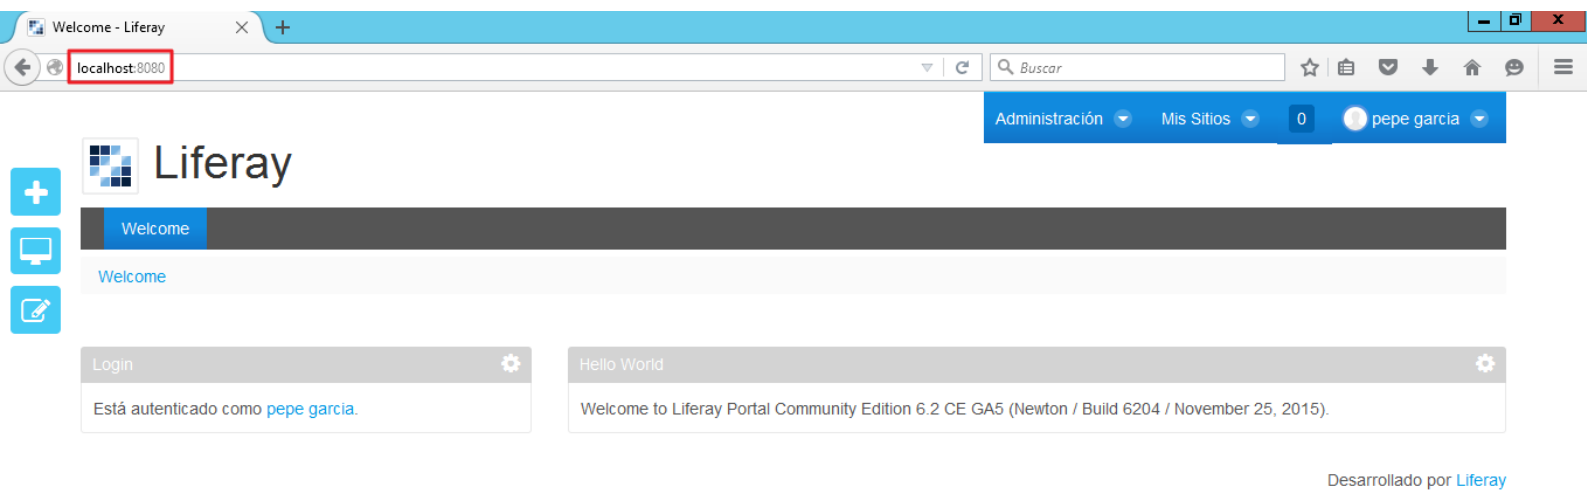 Welcome - Liferay
localhost:8080
Buscar
Administración Mis Sitios 0 pepe garcia
Liferay
Welcome
Welcome
Login
Hello World
Está autenticado como pepe garcia.
Welcome to Liferay Portal Community Edition 6.2 CE GA5 (Newton / Build 6204 / November 25, 2015).
Desarrollado por Liferay